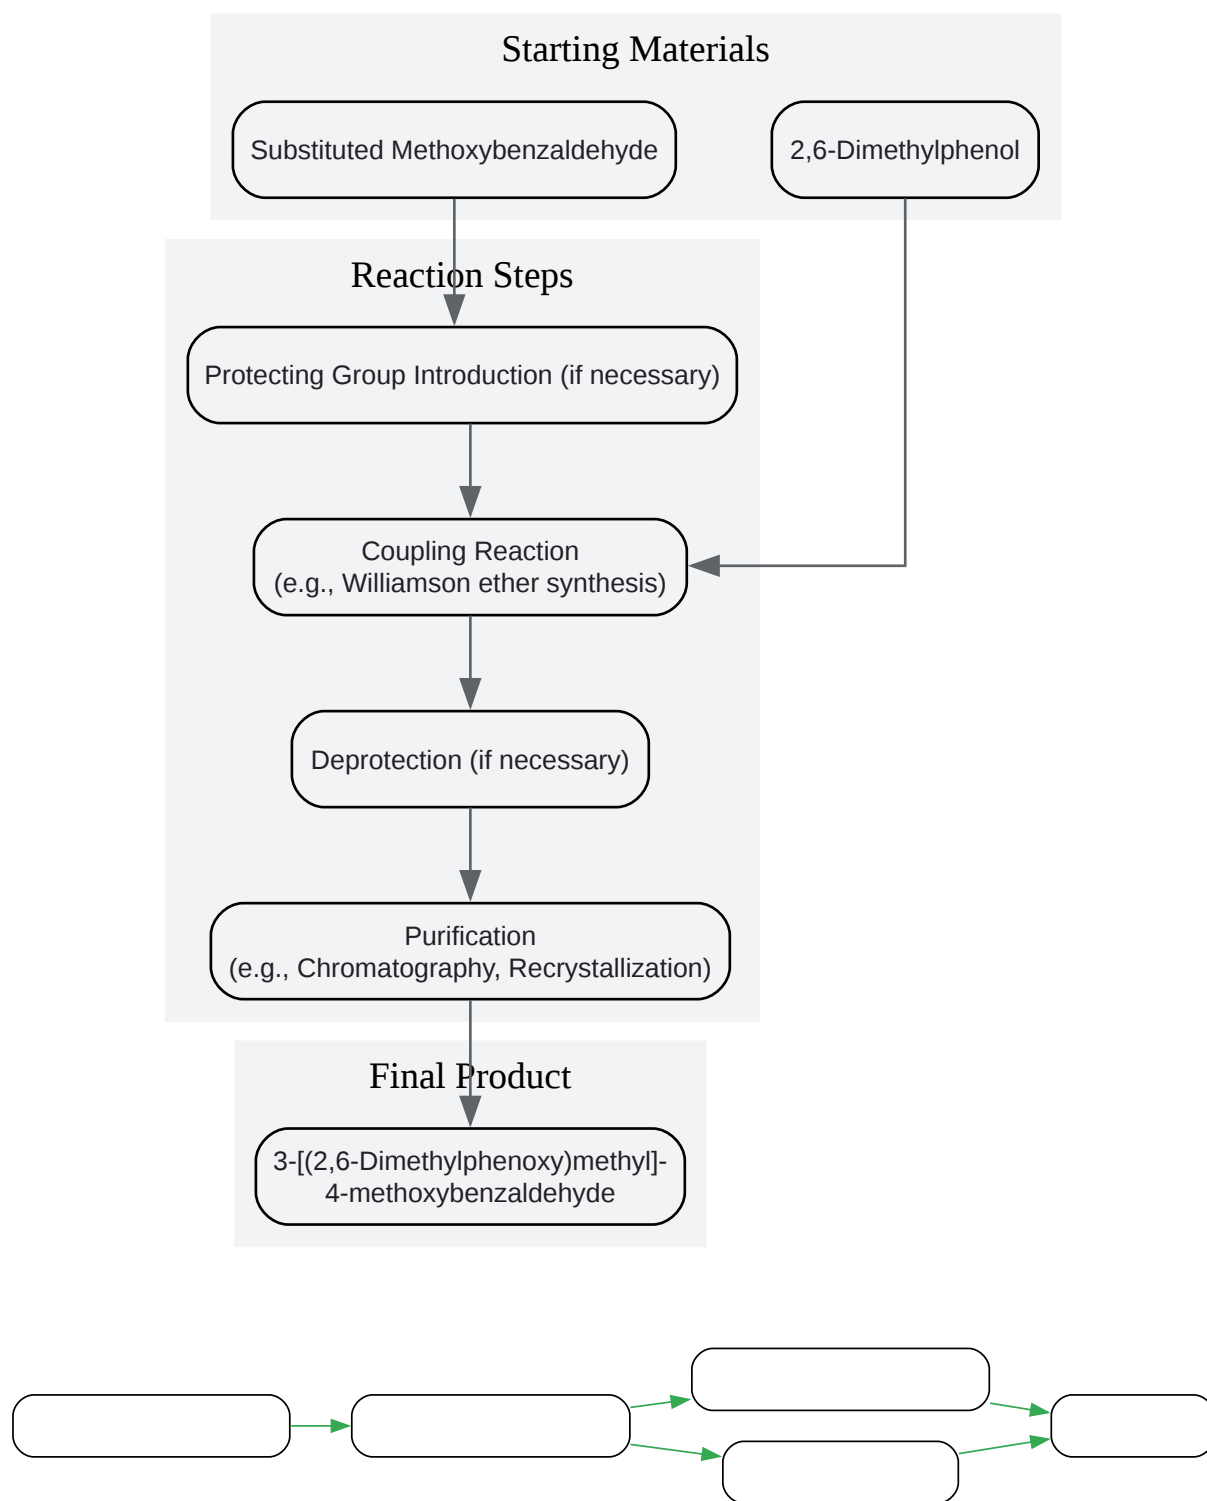 Starting Materials
Substituted Methoxybenzaldehyde
2,6-Dimethylphenol
Reaction Steps
Protecting Group Introduction (if necessary)
Coupling Reaction
(e.g., Williamson ether synthesis)
Deprotection (if necessary)
Purification
(e.g., Chromatography, Recrystallization)
Final Product
3-[(2,6-Dimethylphenoxy)methyl]-
4-methoxybenzaldehyde